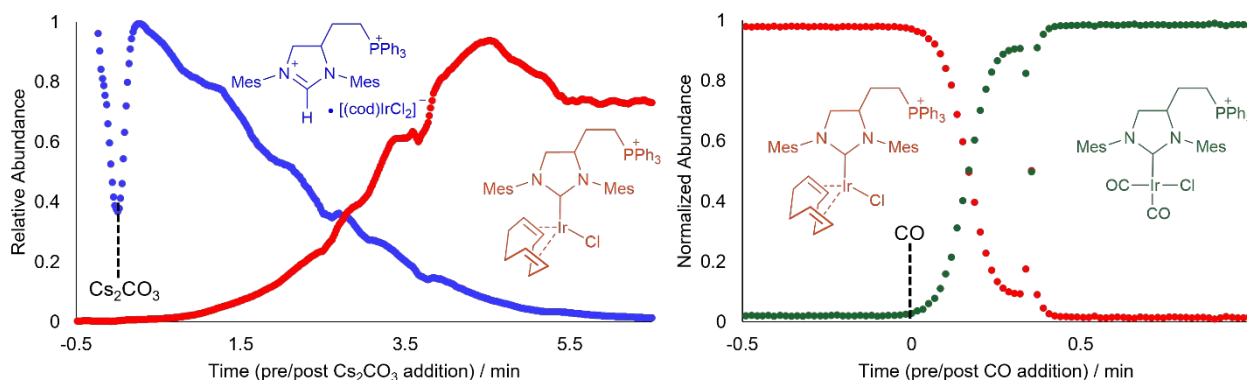 Relative Abundance
1
0.8
0.6
0.4
0.2
0
-0.5
1.5
3.5
5.5
Time (pre/post Cs₂CO₃ addition) / min
Cs₂CO₃
+
PPh₃
+
Mes
N
N
Mes
H
• [(cod)IrCl₂]⁻
+
PPh₃
Mes
N
N
Mes
Ir
Cl
Normalized Abundance
1
0.8
0.6
0.4
0.2
0
-0.5
0
0.5
Time (pre/post CO addition) / min
CO
+
PPh₃
Mes
N
N
Mes
Ir
Cl
+
PPh₃
Mes
N
N
Mes
OC
Ir
Cl
CO